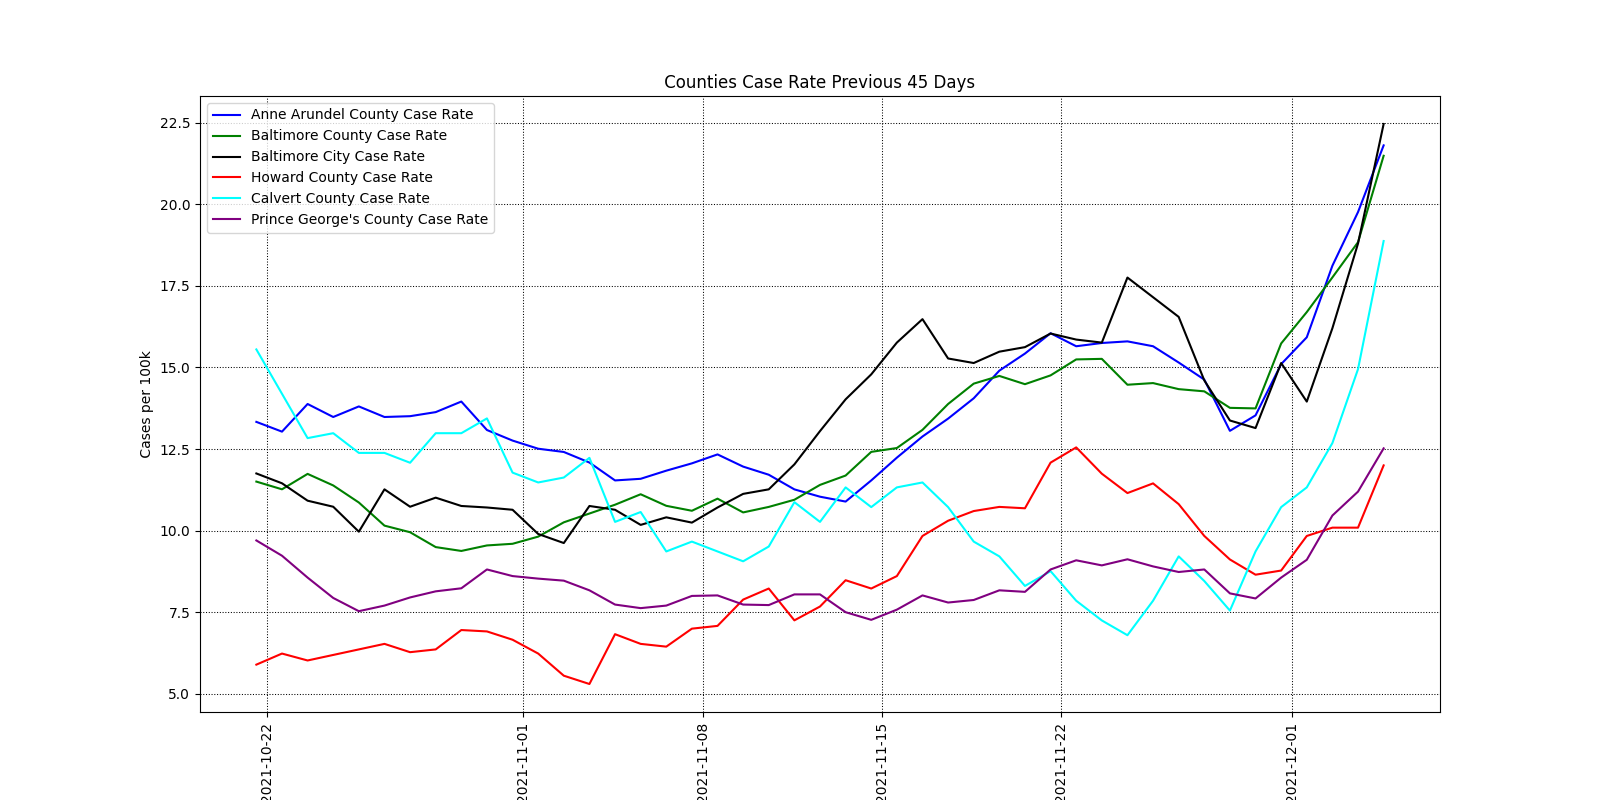 Counties Case Rate Previous 45 Days
Anne Arundel County Case Rate
Baltimore County Case Rate
Baltimore City Case Rate
Howard County Case Rate
Calvert County Case Rate
Prince George's County Case Rate
Cases per 100k
22.5
20.0
17.5
15.0
12.5
10.0
7.5
5.0
2021-10-22
2021-11-01
2021-11-08
2021-11-15
2021-11-22
2021-12-01